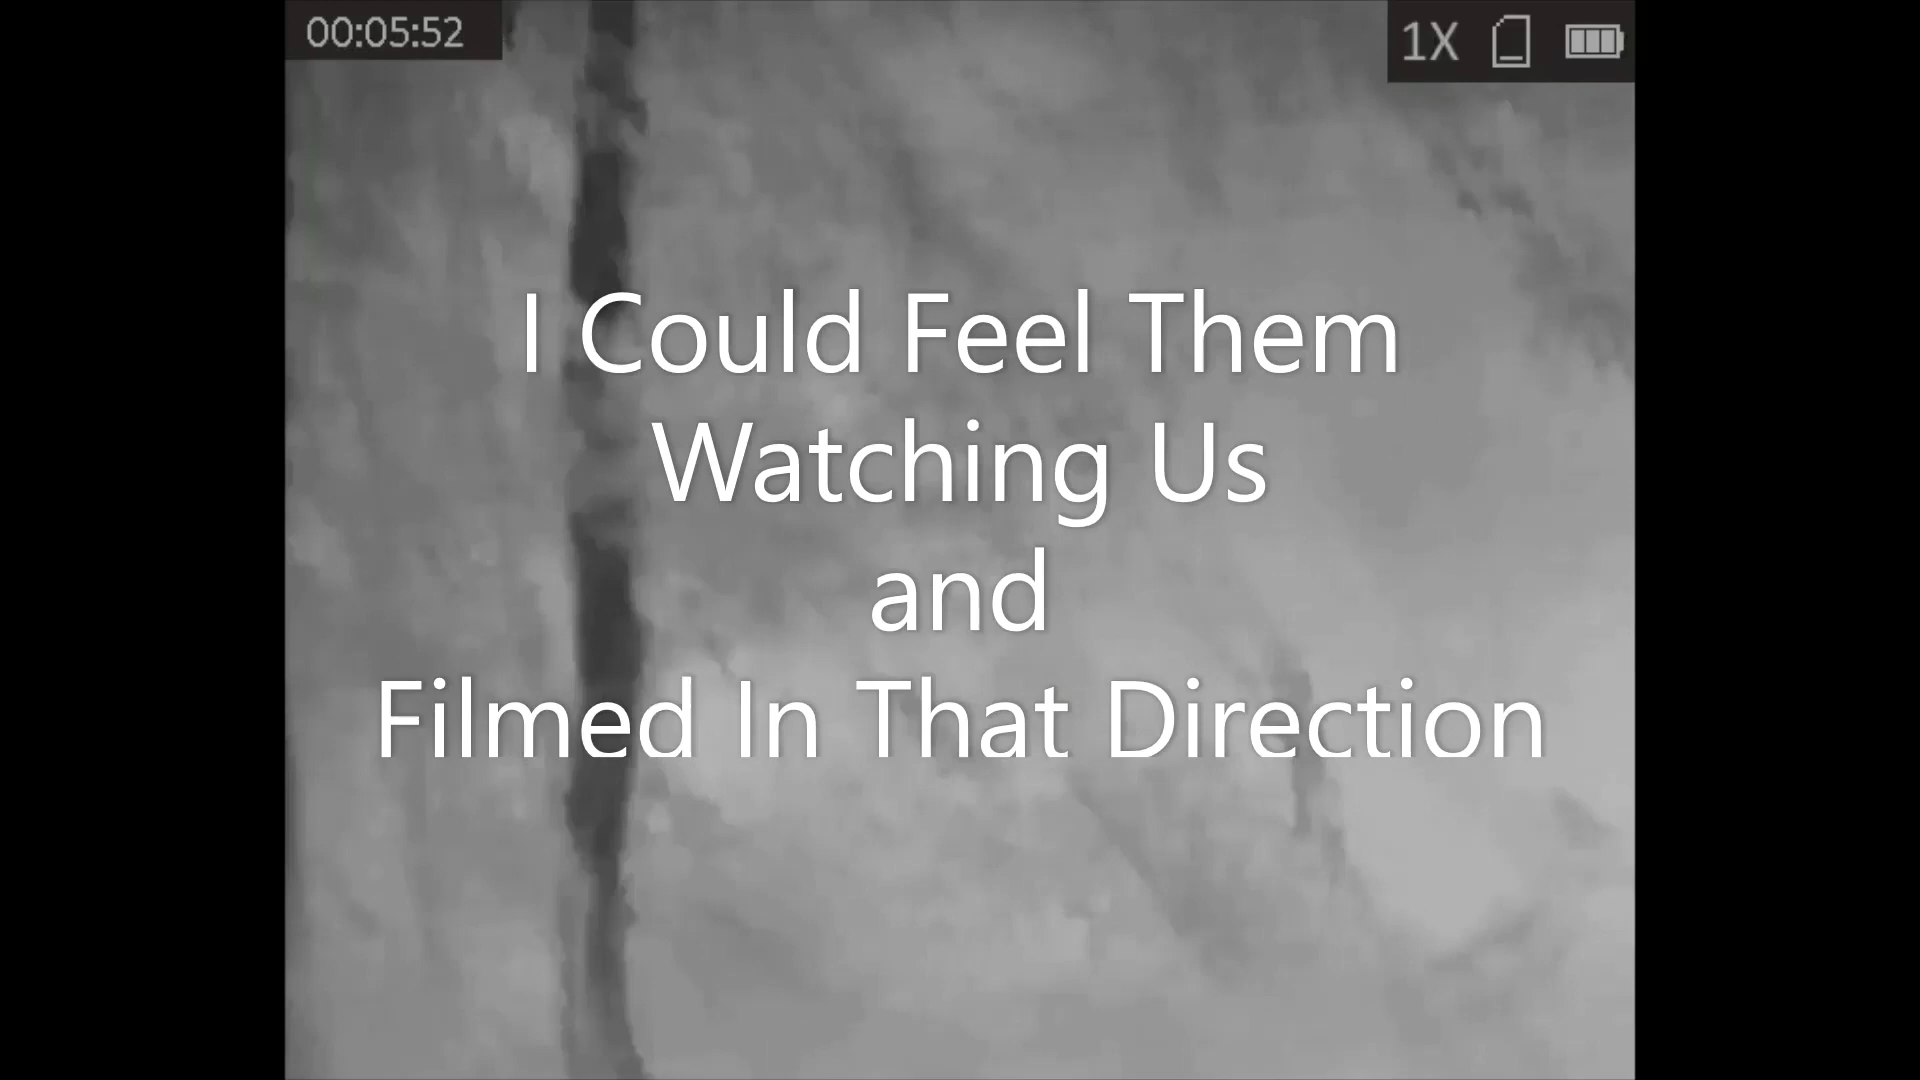 00:05:52
1X
I Could Feel Them
Watching Us
and
Filmed In That Direction